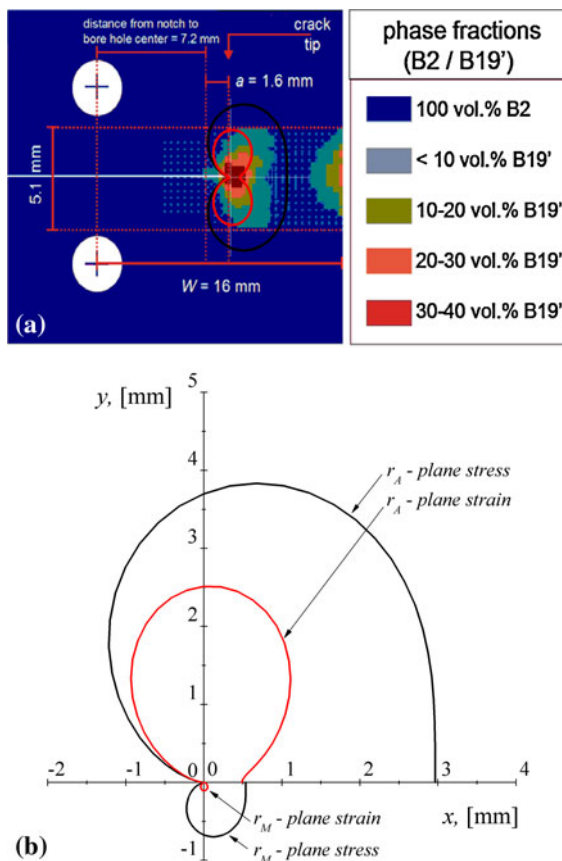 distance from notch to
bore hole center = 7.2 mm
crack
tip
a = 1.6 mm
5.1 mm
W = 16 mm
(a)
phase fractions
(B2 / B19')
100 vol.% B2
< 10 vol.% B19'
10-20 vol.% B19'
20-30 vol.% B19'
30-40 vol.% B19'
y, [mm]
5
4
3
2
1
0
-1
r_A - plane stress
r_A - plane strain
-2
-1
0
1
2
3
4
x, [mm]
r_M - plane strain
r_M - plane stress
(b)